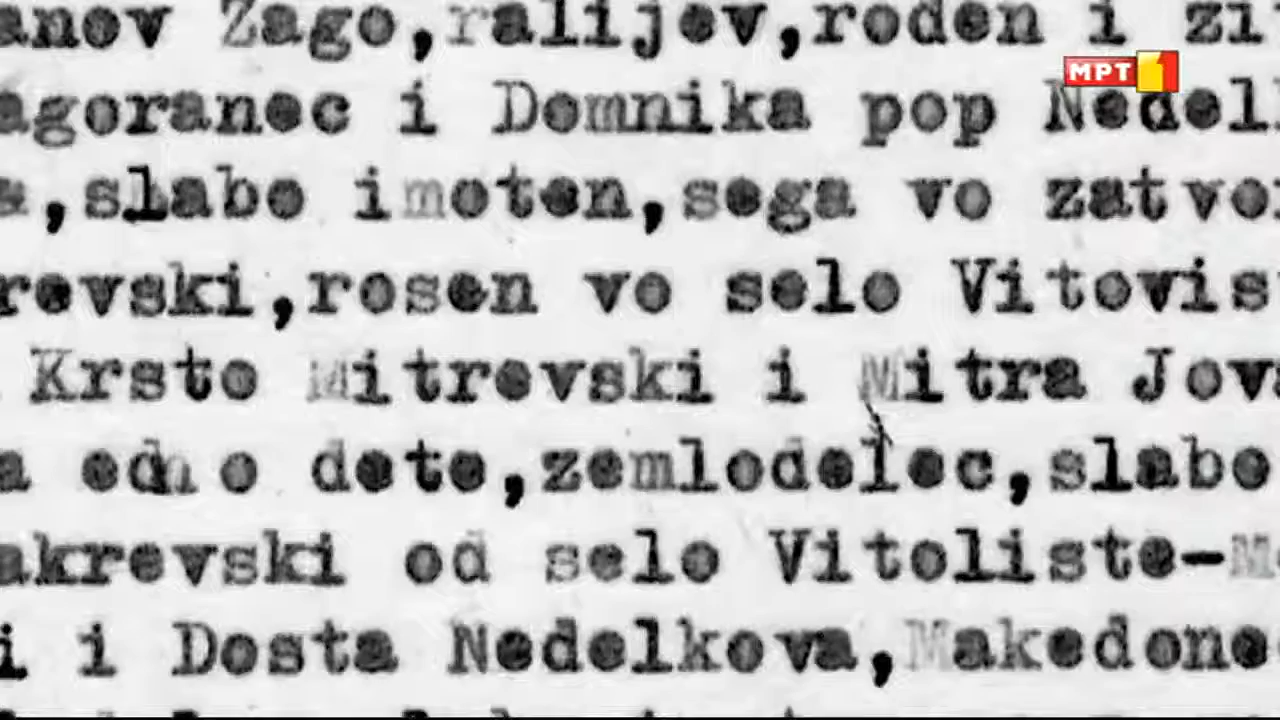 anov Zago,ralijev,roden i zi
МРТ 1
agoranec i Domnika pop Nedel
a,slabo imoten,sega vo zatvo
revski,rosen vo selo Vitovis
Krsto Mitrevski i Mitra Jov
a edno dete,zemlodelec,slabo
akrevski od selo Vitoliste-M
i i Dosta Nedelkova,Makedone